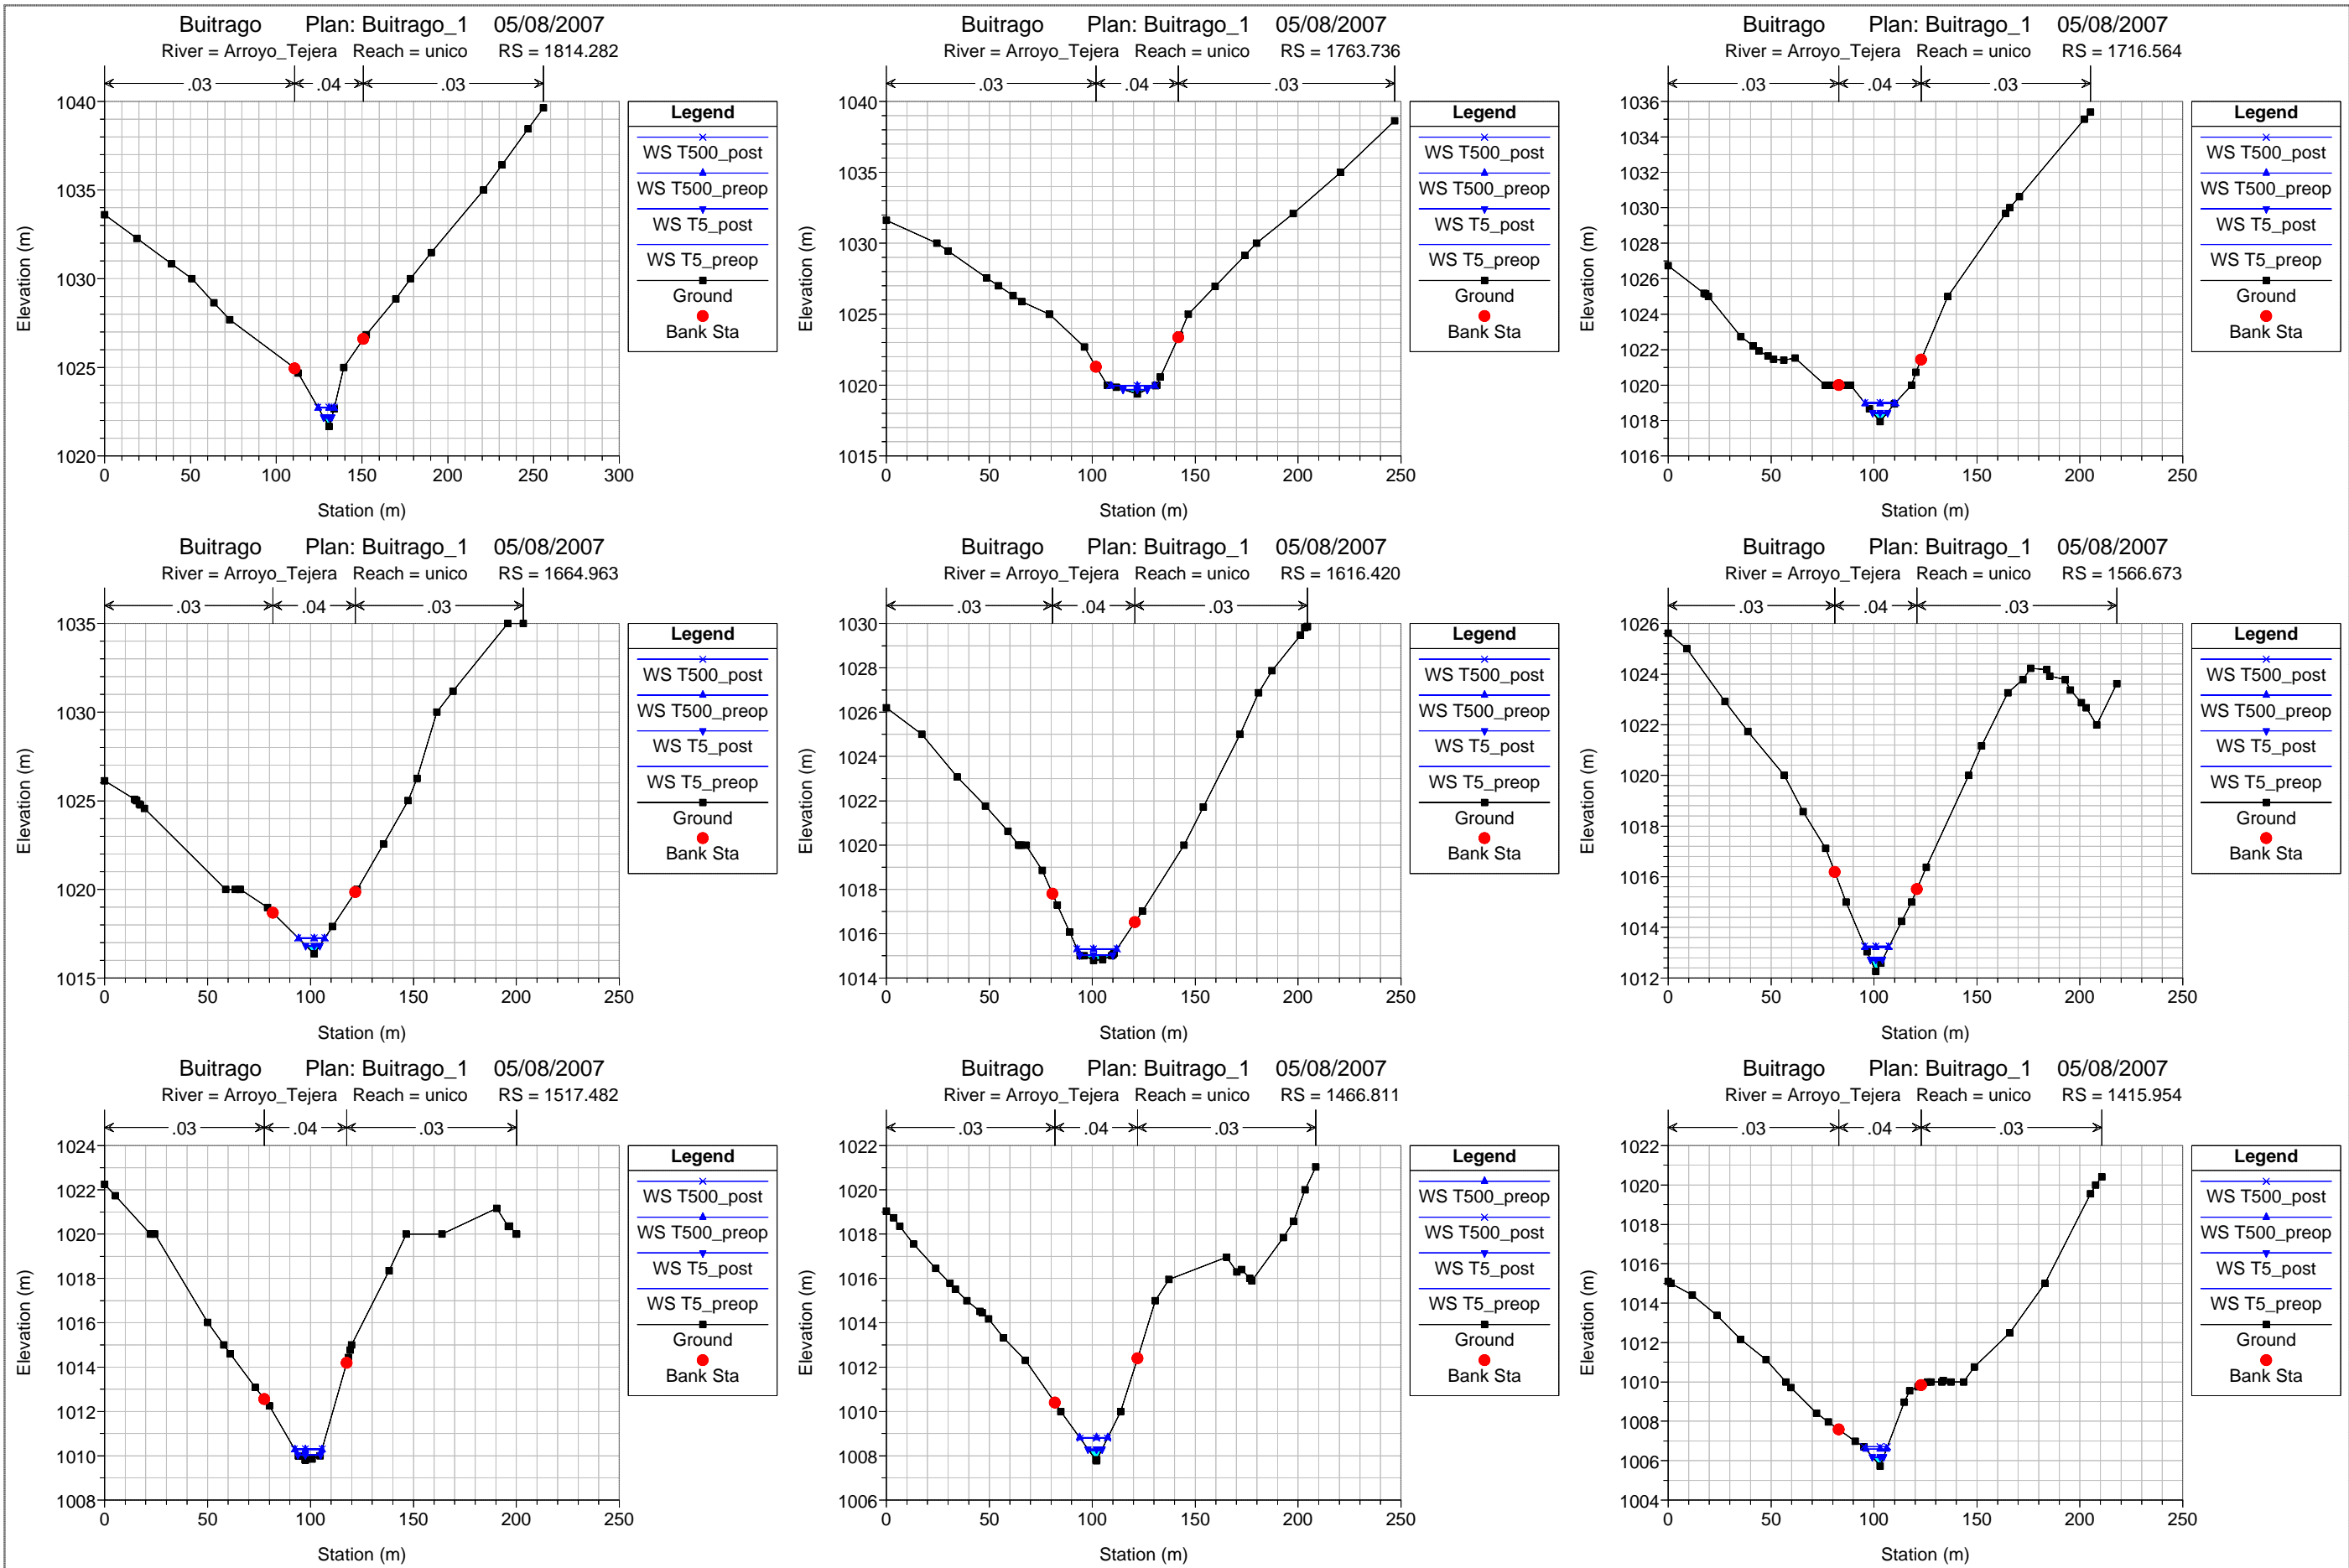 Buitrago Plan: Buitrago_1 05/08/2007
River = Arroyo_Tejera Reach = unico RS = 1814.282
.03 .04 .03
1040
1035
1030
1025
1020
Elevation (m)
0 50 100 150 200 250 300
Station (m)
Legend
WS T500_post
WS T500_preop
WS T5_post
WS T5_preop
Ground
Bank Sta
Buitrago Plan: Buitrago_1 05/08/2007
River = Arroyo_Tejera Reach = unico RS = 1763.736
.03 .04 .03
1040
1035
1030
1025
1020
1015
Elevation (m)
0 50 100 150 200 250
Station (m)
Legend
WS T500_post
WS T500_preop
WS T5_post
WS T5_preop
Ground
Bank Sta
Buitrago Plan: Buitrago_1 05/08/2007
River = Arroyo_Tejera Reach = unico RS = 1716.564
.03 .04 .03
1036
1034
1032
1030
1028
1026
1024
1022
1020
1018
1016
Elevation (m)
0 50 100 150 200 250
Station (m)
Legend
WS T500_post
WS T500_preop
WS T5_post
WS T5_preop
Ground
Bank Sta
Buitrago Plan: Buitrago_1 05/08/2007
River = Arroyo_Tejera Reach = unico RS = 1664.963
.03 .04 .03
1035
1030
1025
1020
1015
Elevation (m)
0 50 100 150 200 250
Station (m)
Legend
WS T500_post
WS T500_preop
WS T5_post
WS T5_preop
Ground
Bank Sta
Buitrago Plan: Buitrago_1 05/08/2007
River = Arroyo_Tejera Reach = unico RS = 1616.420
.03 .04 .03
1030
1028
1026
1024
1022
1020
1018
1016
1014
Elevation (m)
0 50 100 150 200 250
Station (m)
Legend
WS T500_post
WS T500_preop
WS T5_post
WS T5_preop
Ground
Bank Sta
Buitrago Plan: Buitrago_1 05/08/2007
River = Arroyo_Tejera Reach = unico RS = 1566.673
.03 .04 .03
1026
1024
1022
1020
1018
1016
1014
1012
Elevation (m)
0 50 100 150 200 250
Station (m)
Legend
WS T500_post
WS T500_preop
WS T5_post
WS T5_preop
Ground
Bank Sta
Buitrago Plan: Buitrago_1 05/08/2007
River = Arroyo_Tejera Reach = unico RS = 1517.482
.03 .04 .03
1024
1022
1020
1018
1016
1014
1012
1010
1008
Elevation (m)
0 50 100 150 200 250
Station (m)
Legend
WS T500_post
WS T500_preop
WS T5_post
WS T5_preop
Ground
Bank Sta
Buitrago Plan: Buitrago_1 05/08/2007
River = Arroyo_Tejera Reach = unico RS = 1466.811
.03 .04 .03
1022
1020
1018
1016
1014
1012
1010
1008
1006
Elevation (m)
0 50 100 150 200 250
Station (m)
Legend
WS T500_preop
WS T500_post
WS T5_post
WS T5_preop
Ground
Bank Sta
Buitrago Plan: Buitrago_1 05/08/2007
River = Arroyo_Tejera Reach = unico RS = 1415.954
.03 .04 .03
1022
1020
1018
1016
1014
1012
1010
1008
1006
1004
Elevation (m)
0 50 100 150 200 250
Station (m)
Legend
WS T500_post
WS T500_preop
WS T5_post
WS T5_preop
Ground
Bank Sta